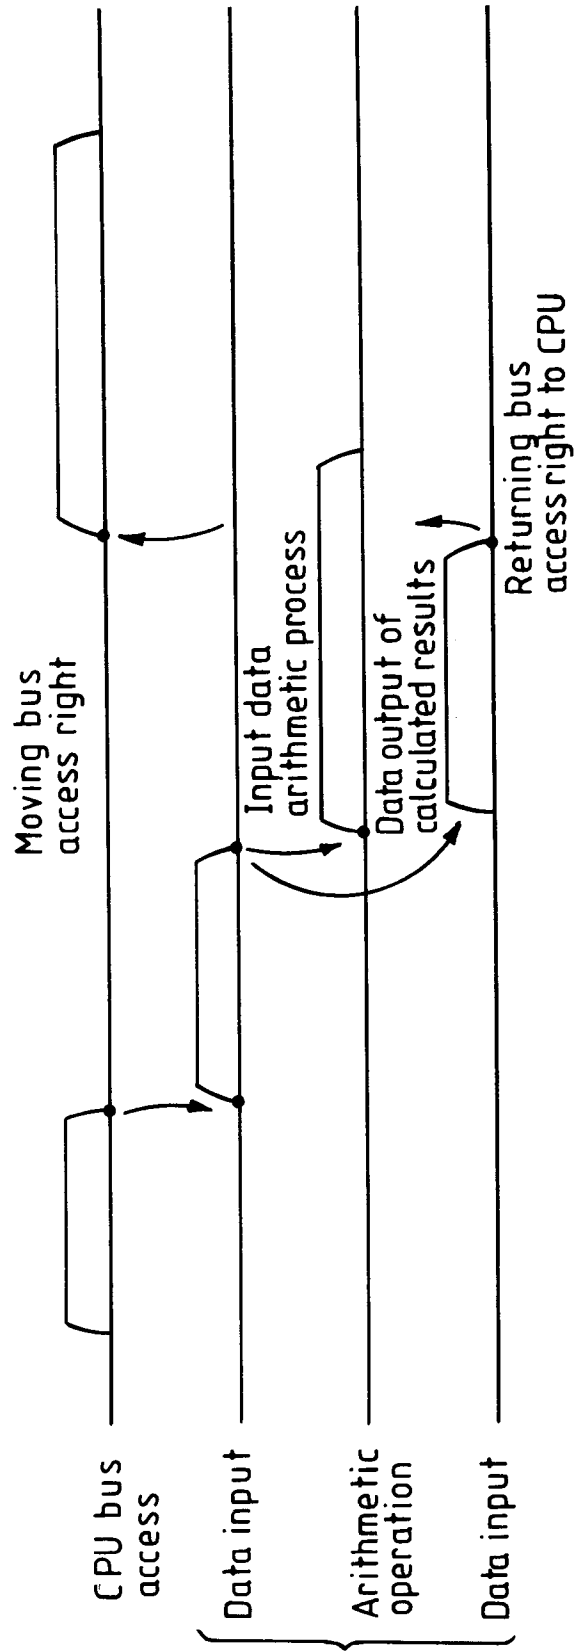 CPU bus
access
Data input
Arithmetic
operation
Data input
Moving bus
access right
Input data
arithmetic process
Data output of
calculated results
Returning bus
access right to CPU